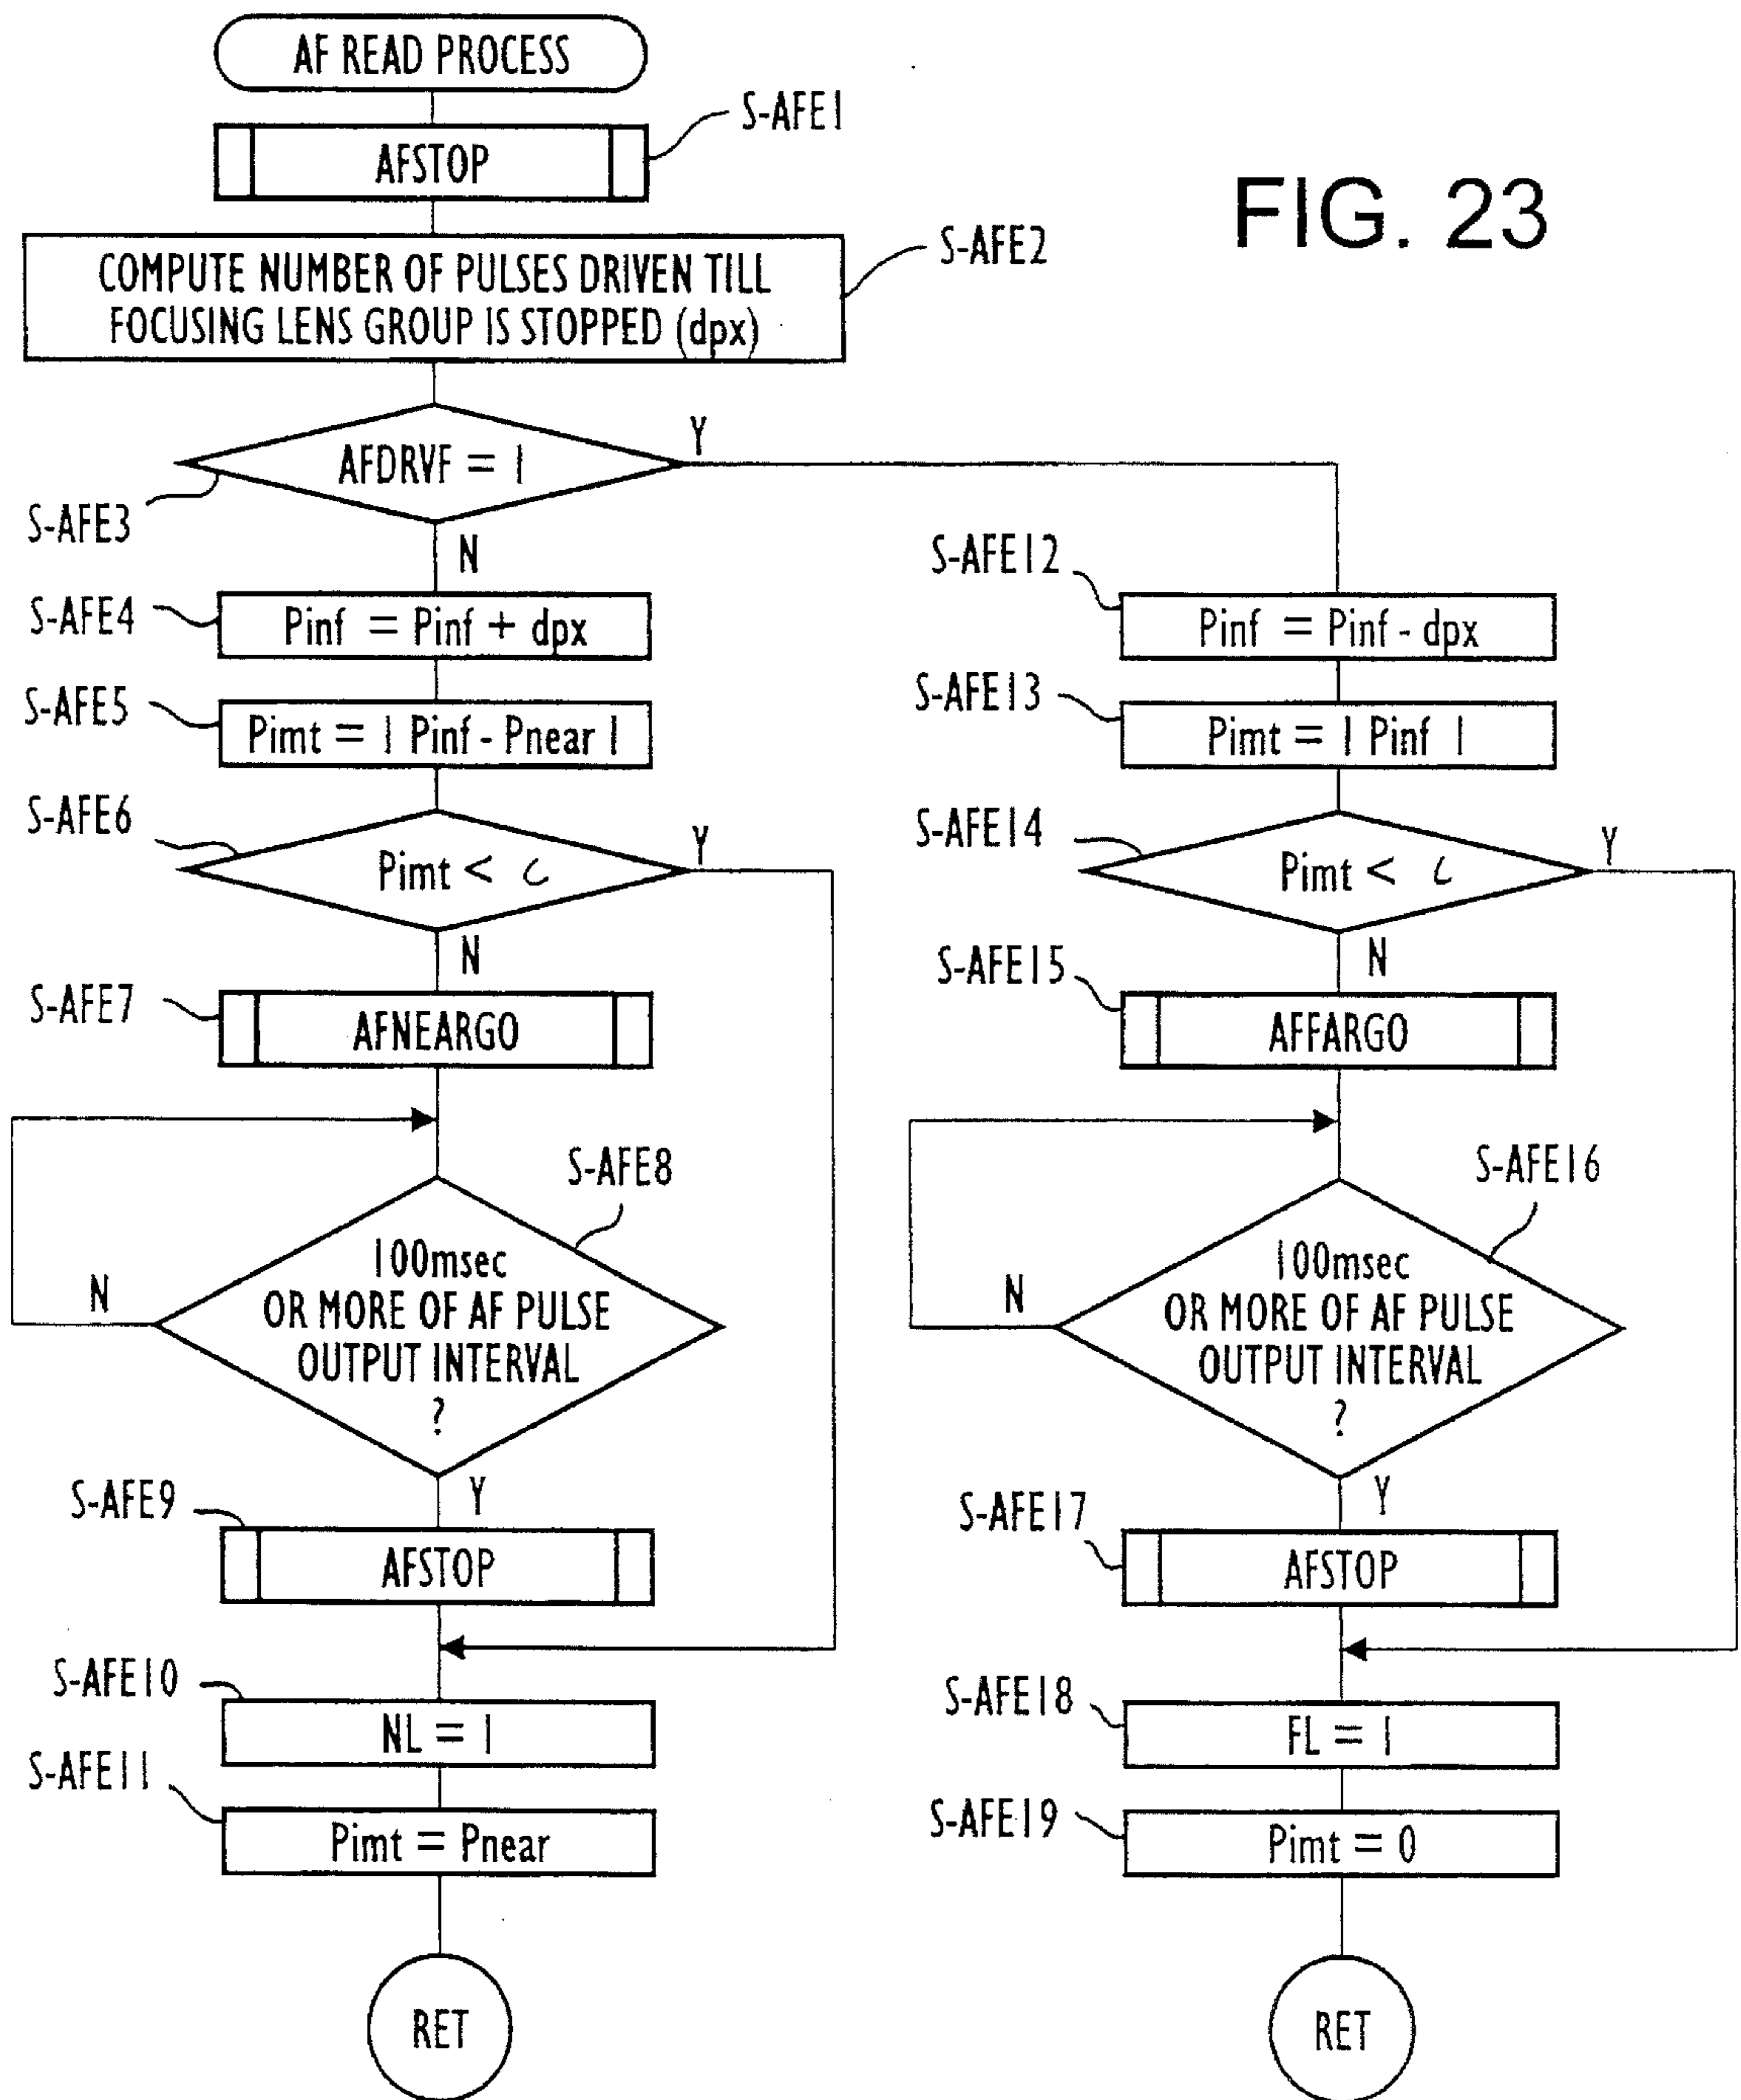 FIG. 23
AF READ PROCESS
S-AFE1
AFSTOP
S-AFE2
COMPUTE NUMBER OF PULSES DRIVEN TILL
FOCUSING LENS GROUP IS STOPPED (dpx)
S-AFE3
AFDRVF = 1
Y
N
S-AFE4
Pinf = Pinf + dpx
S-AFE5
Pimt = | Pinf - Pnear |
S-AFE6
Pimt < c
Y
N
S-AFE7
AFNEARGO
S-AFE8
100msec
OR MORE OF AF PULSE
OUTPUT INTERVAL
?
N
Y
S-AFE9
AFSTOP
S-AFE10
NL = 1
S-AFE11
Pimt = Pnear
RET
S-AFE12
Pinf = Pinf - dpx
S-AFE13
Pimt = | Pinf |
S-AFE14
Pimt < c
Y
N
S-AFE15
AFFARGO
S-AFE16
100msec
OR MORE OF AF PULSE
OUTPUT INTERVAL
?
N
Y
S-AFE17
AFSTOP
S-AFE18
FL = 1
S-AFE19
Pimt = 0
RET